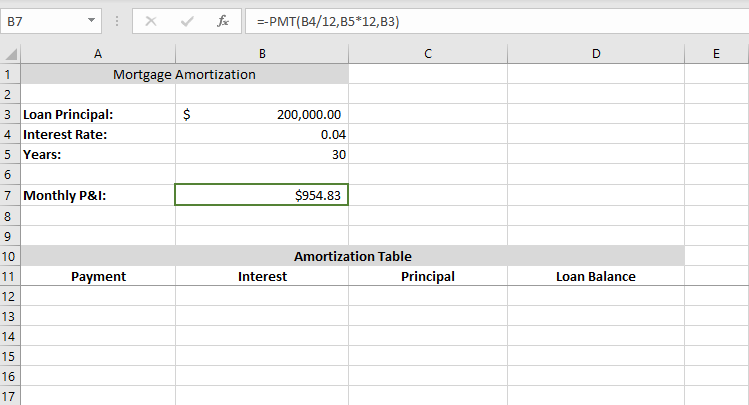 B7 fx =-PMT(B4/12,B5*12,B3)
A B C D E
1 Mortgage Amortization
2
3 Loan Principal: $ 200,000.00
4 Interest Rate: 0.04
5 Years: 30
6
7 Monthly P&I: $954.83
8
9
10 Amortization Table
11 Payment Interest Principal Loan Balance
12
13
14
15
16
17